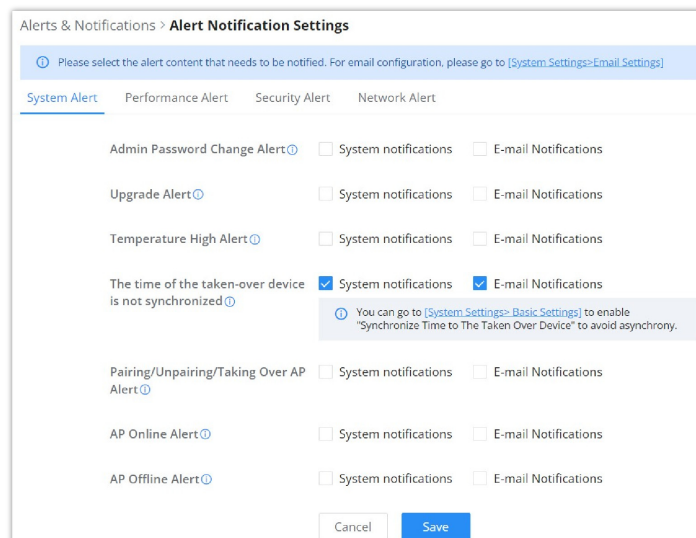 Alerts & Notifications > Alert Notification Settings
Please select the alert content that needs to be notified. For email configuration, please go to [System Settings>Email Settings]
System Alert Performance Alert Security Alert Network Alert
Admin Password Change Alert System notifications E-mail Notifications
Upgrade Alert System notifications E-mail Notifications
Temperature High Alert System notifications E-mail Notifications
The time of the taken-over device System notifications E-mail Notifications
is not synchronized
You can go to [System Settings> Basic Settings] to enable
"Synchronize Time to The Taken Over Device" to avoid asynchrony.
Pairing/Unpairing/Taking Over AP System notifications E-mail Notifications
Alert
AP Online Alert System notifications E-mail Notifications
AP Offline Alert System notifications E-mail Notifications
Cancel Save